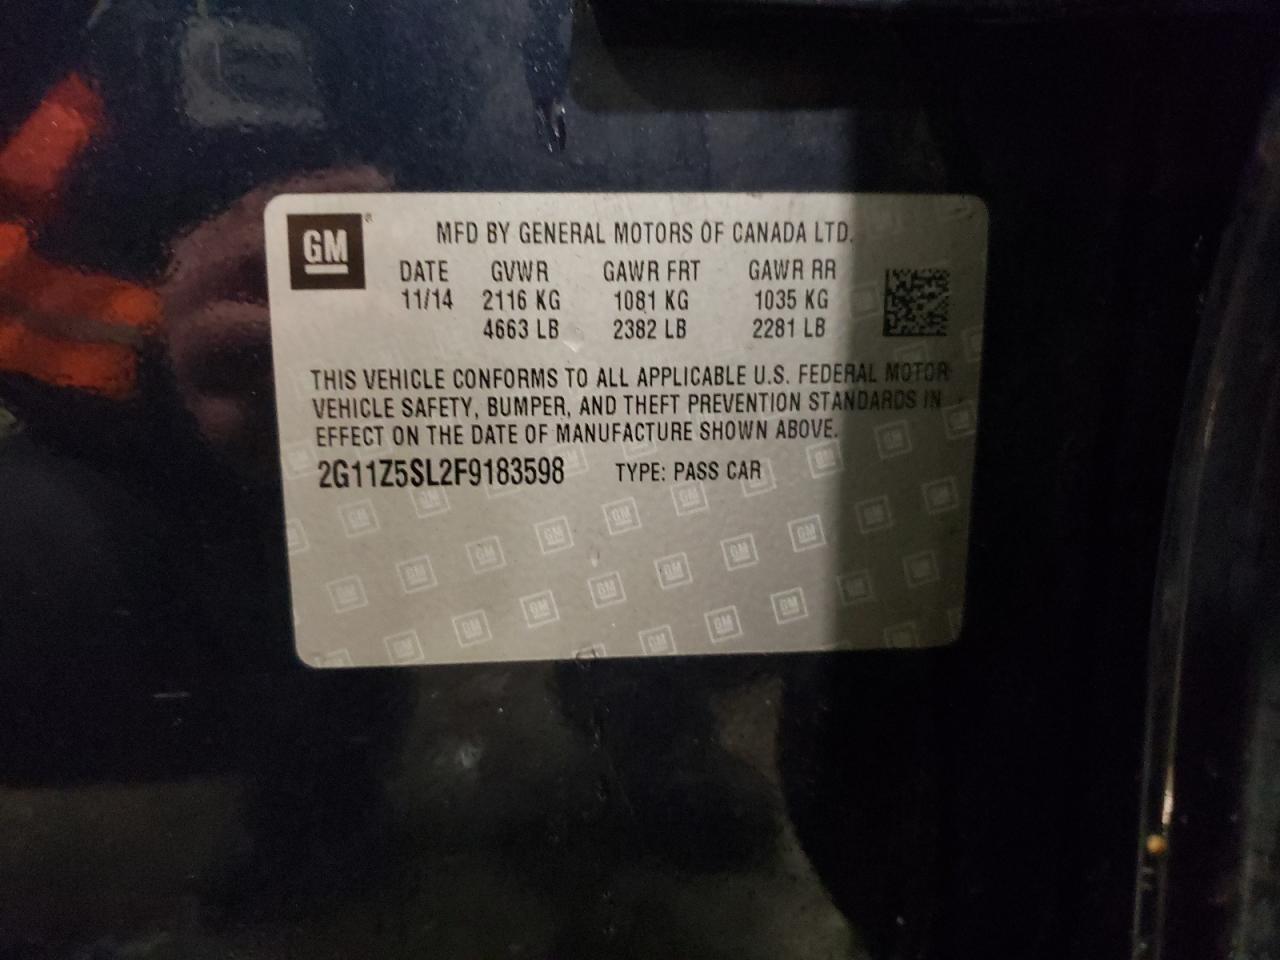 GM ®
MFD BY GENERAL MOTORS OF CANADA LTD.
DATE GVWR GAWR FRT GAWR RR
11/14 2116 KG 1081 KG 1035 KG
4663 LB 2382 LB 2281 LB
THIS VEHICLE CONFORMS TO ALL APPLICABLE U.S. FEDERAL MOTOR
VEHICLE SAFETY, BUMPER, AND THEFT PREVENTION STANDARDS IN
EFFECT ON THE DATE OF MANUFACTURE SHOWN ABOVE.
2G11Z5SL2F9183598 TYPE: PASS CAR